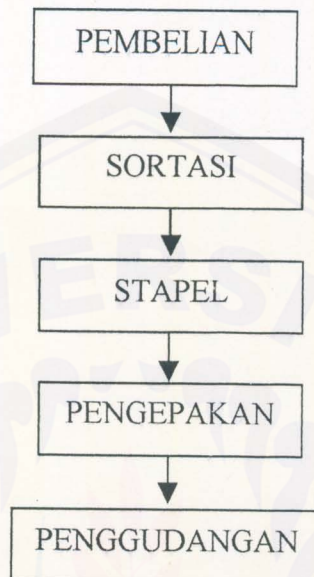 PEMBELIAN
SORTASI
STAPEL
PENGEPAKAN
PENGGUDANGAN